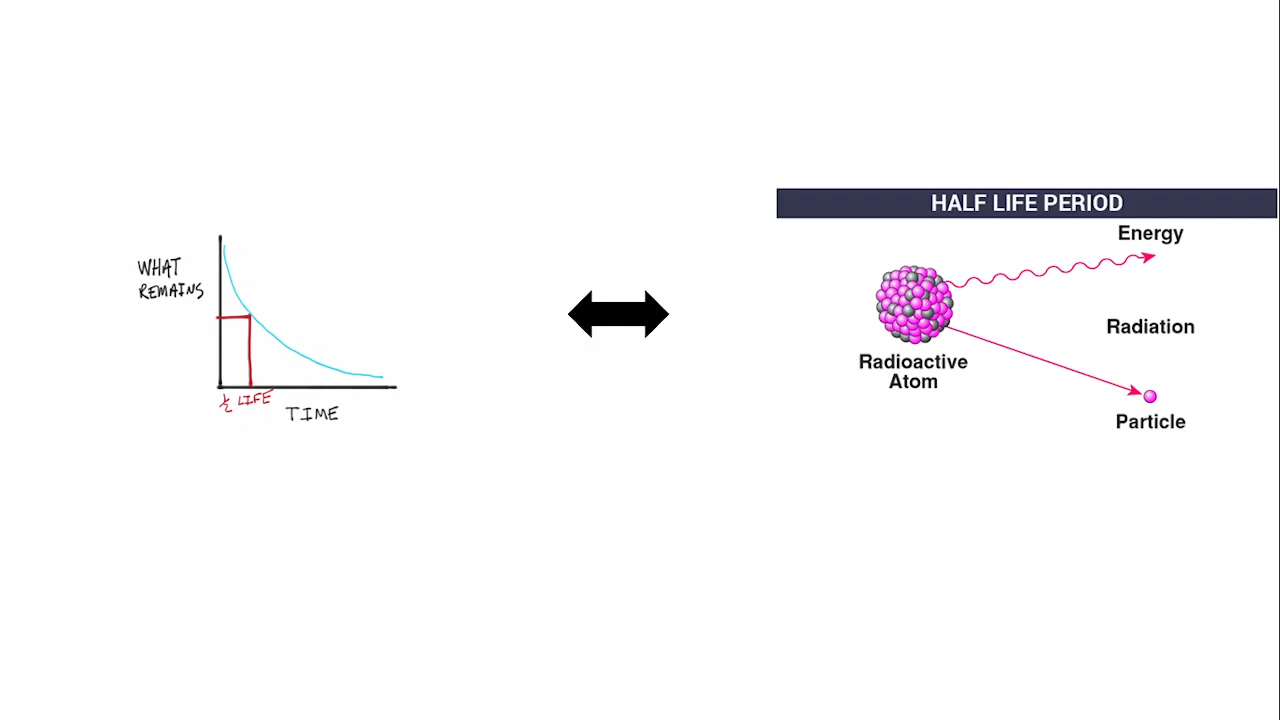 WHAT
REMAINS
½ LIFE
TIME
HALF LIFE PERIOD
Energy
Radiation
Radioactive
Atom
Particle